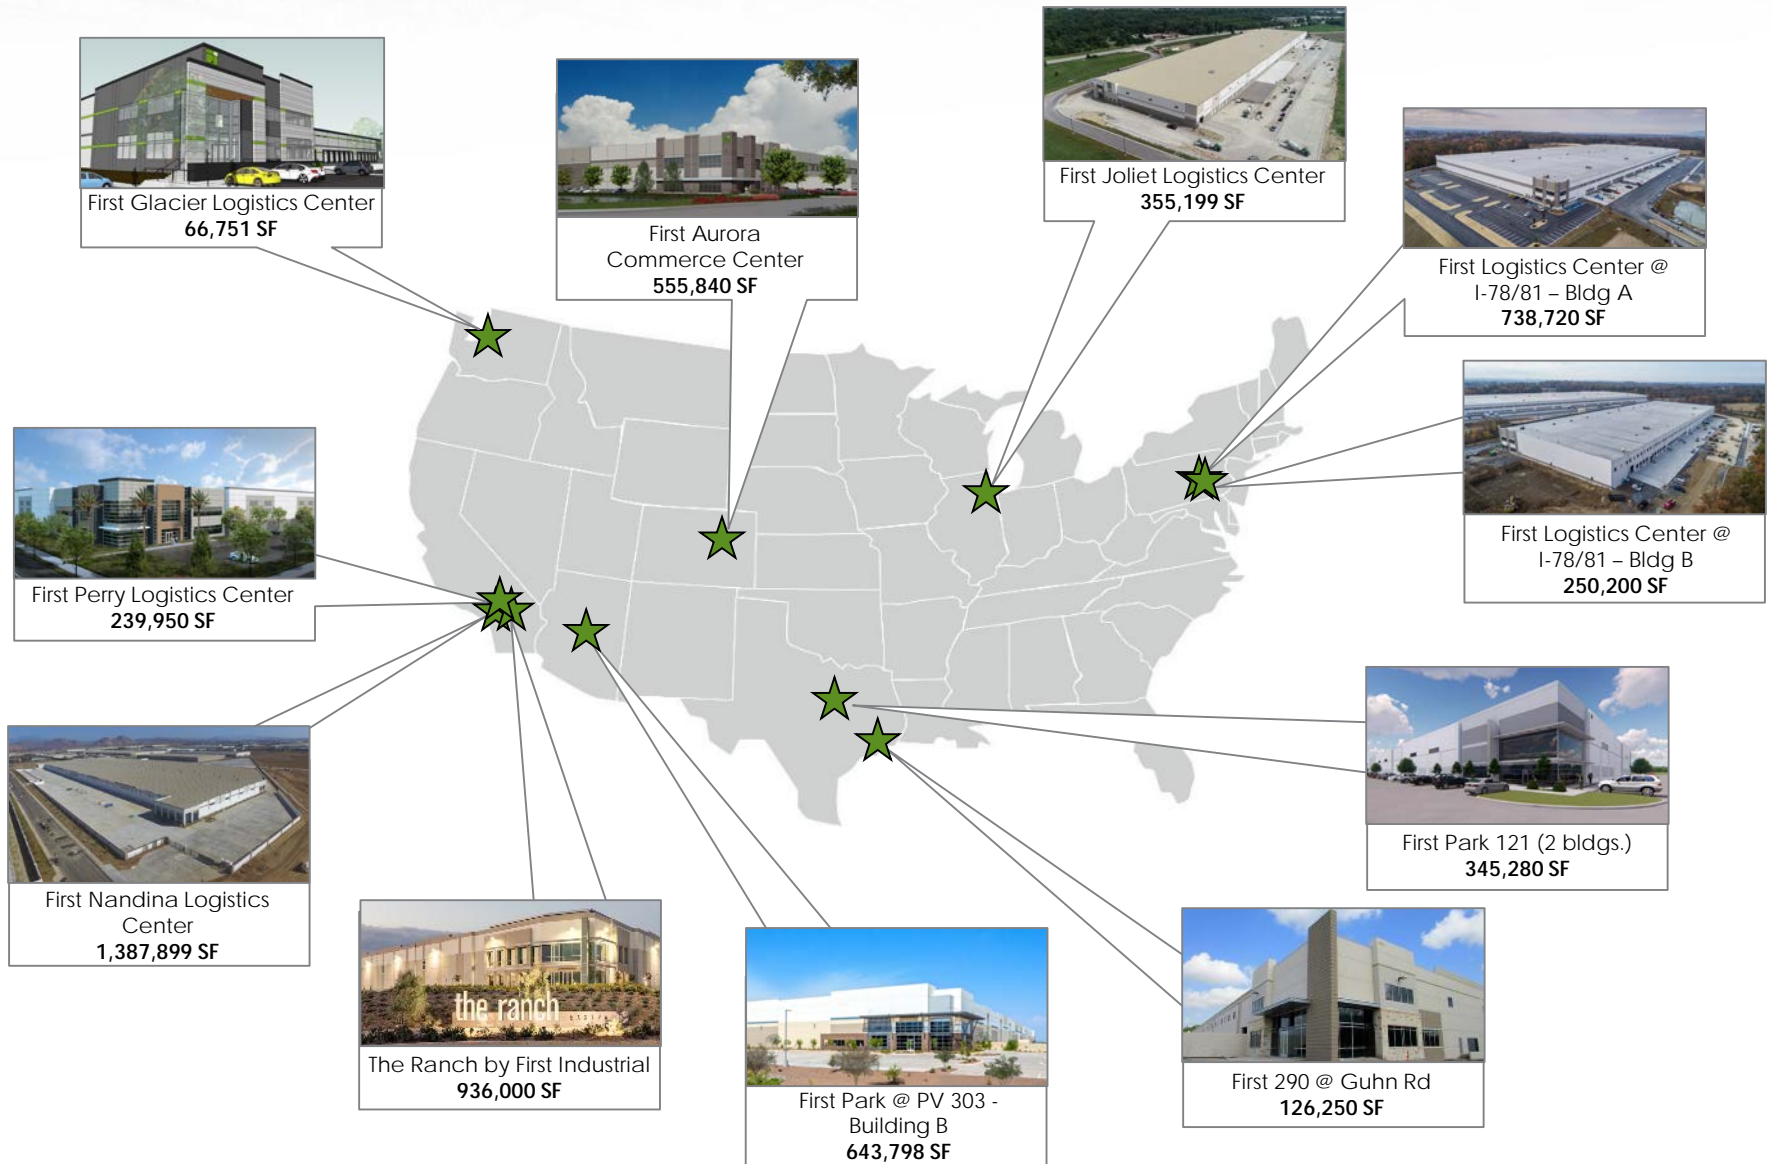 First Glacier Logistics Center
66,751 SF
First Aurora
Commerce Center
555,840 SF
First Joliet Logistics Center
355,199 SF
First Logistics Center @
I-78/81 – Bldg A
738,720 SF
First Logistics Center @
I-78/81 – Bldg B
250,200 SF
First Perry Logistics Center
239,950 SF
First Nandina Logistics
Center
1,387,899 SF
the ranch
The Ranch by First Industrial
936,000 SF
First Park @ PV 303 -
Building B
643,798 SF
First 290 @ Guhn Rd
126,250 SF
First Park 121 (2 bldgs.)
345,280 SF